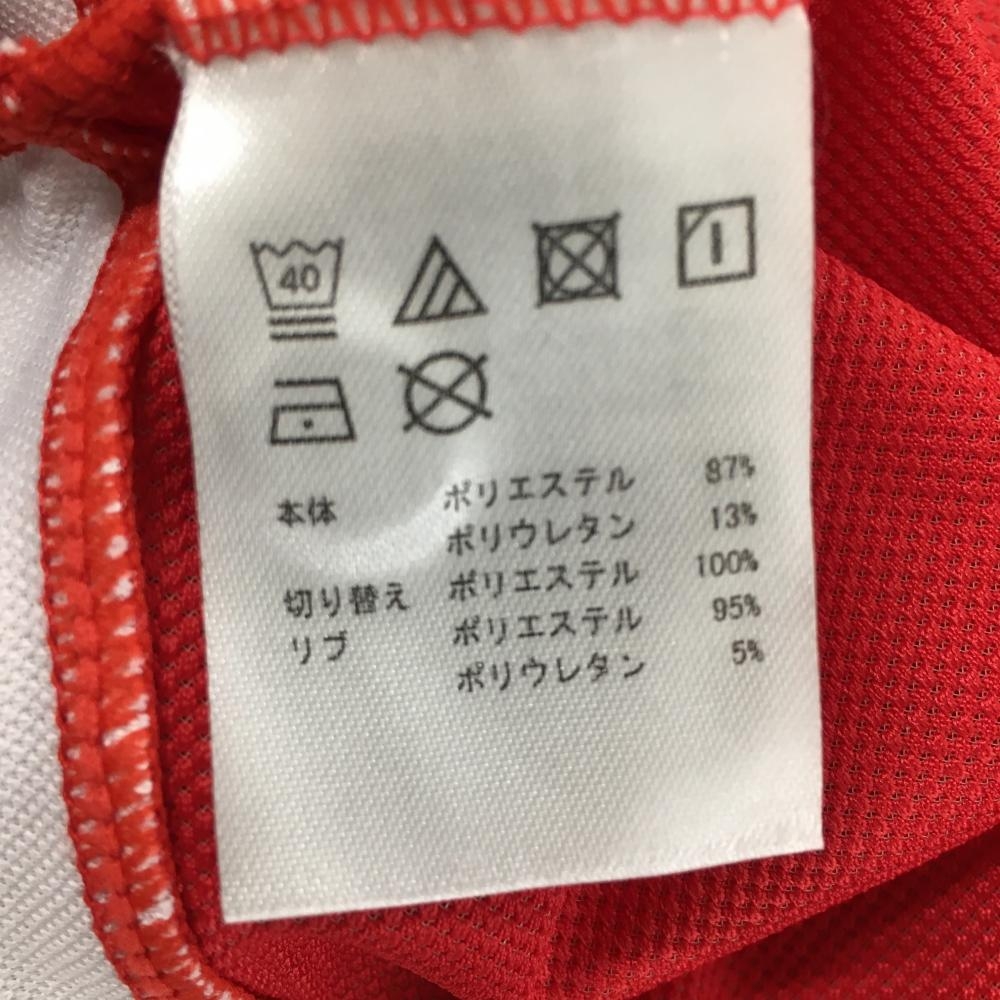 40
本体 ポリエステル 87%
ポリウレタン 13%
切り替え ポリエステル 100%
リブ ポリエステル 95%
ポリウレタン 5%